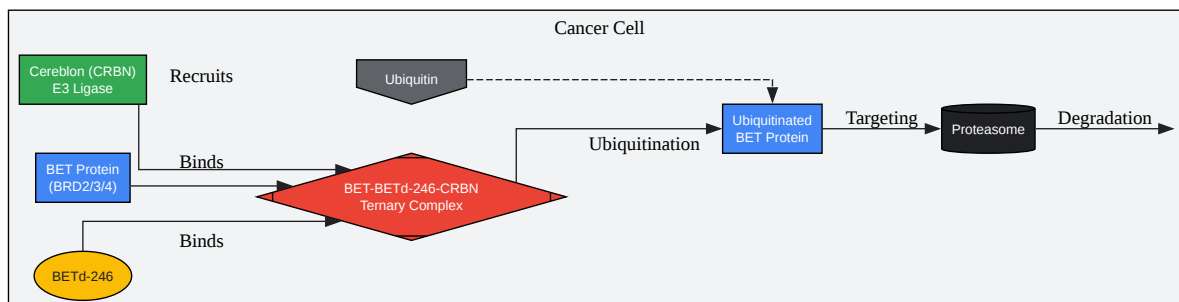 Cancer Cell
Cereblon (CRBN)
E3 Ligase
Recruits
Ubiquitin
BET Protein
(BRD2/3/4)
Binds
BET-BETd-246-CRBN
Ternary Complex
Ubiquitination
Ubiquitinated
BET Protein
Targeting
Proteasome
Degradation
Binds
BETd-246